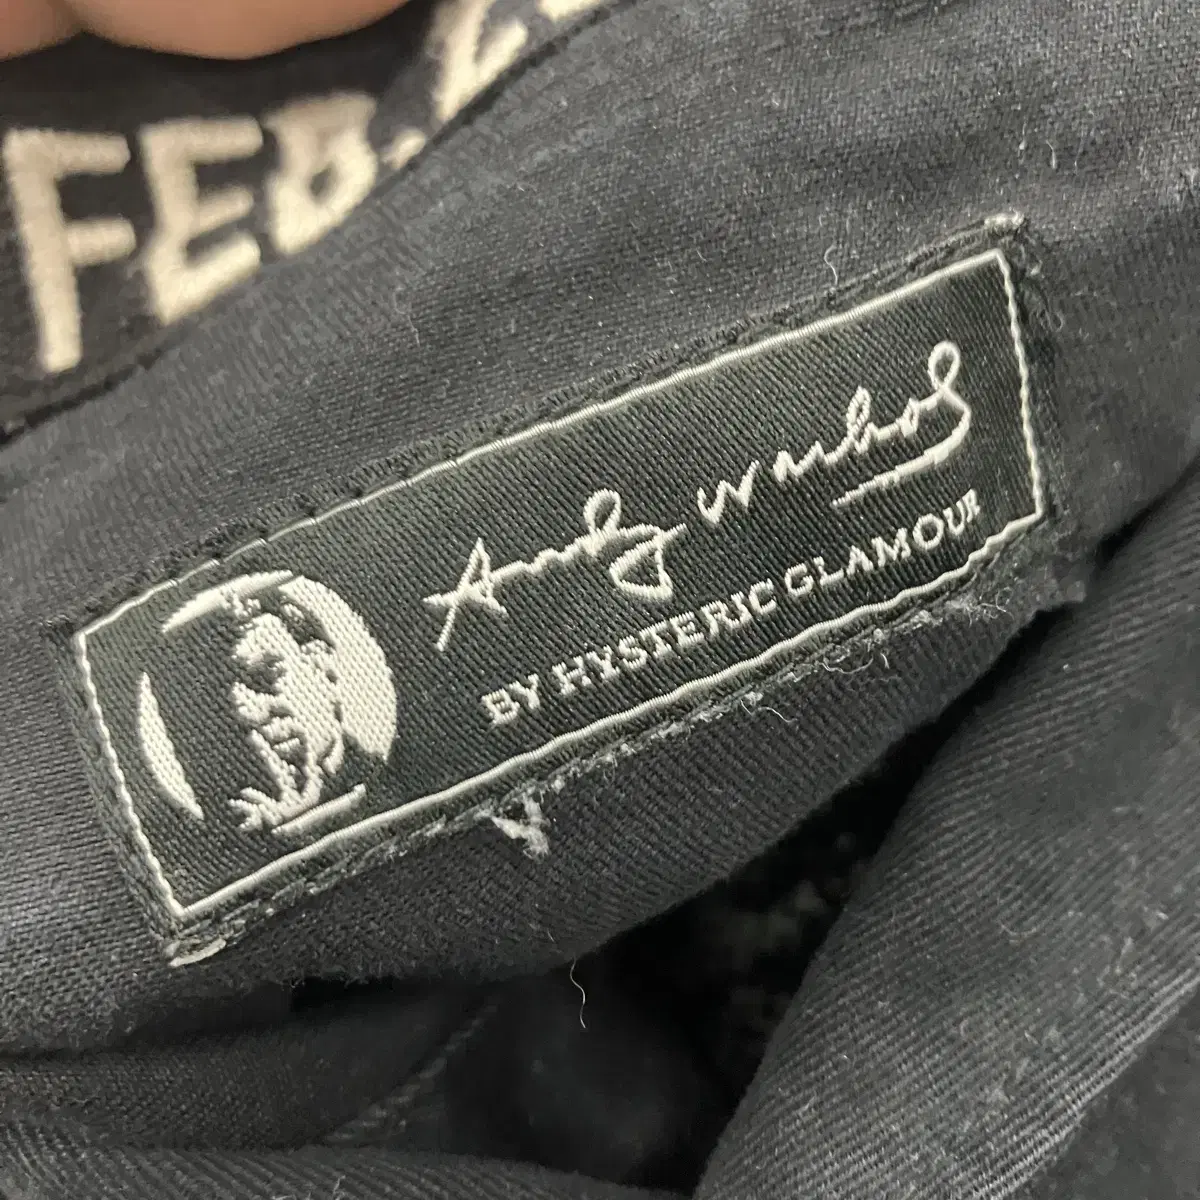 FEB.
Andy Warhol
BY HYSTERIC GLAMOUR